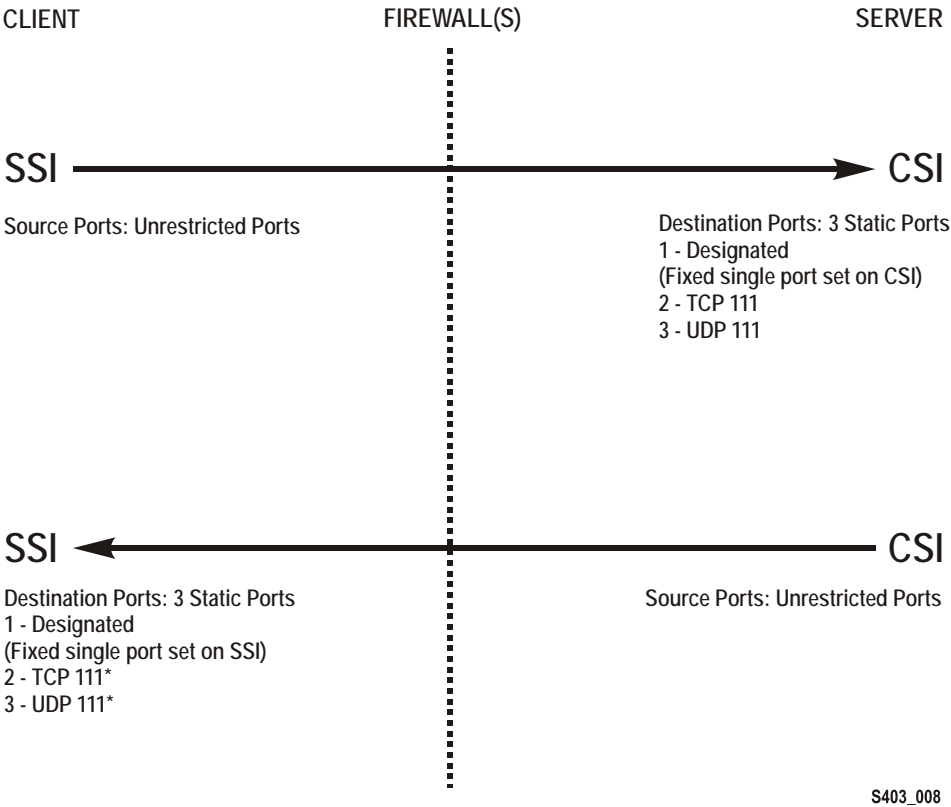 CLIENT FIREWALL(S) SERVER
SSI CSI
Source Ports: Unrestricted Ports
Destination Ports: 3 Static Ports
1 - Designated
(Fixed single port set on CSI)
2 - TCP 111
3 - UDP 111
SSI CSI
Destination Ports: 3 Static Ports
1 - Designated
(Fixed single port set on SSI)
2 - TCP 111*
3 - UDP 111*
Source Ports: Unrestricted Ports
S403_008